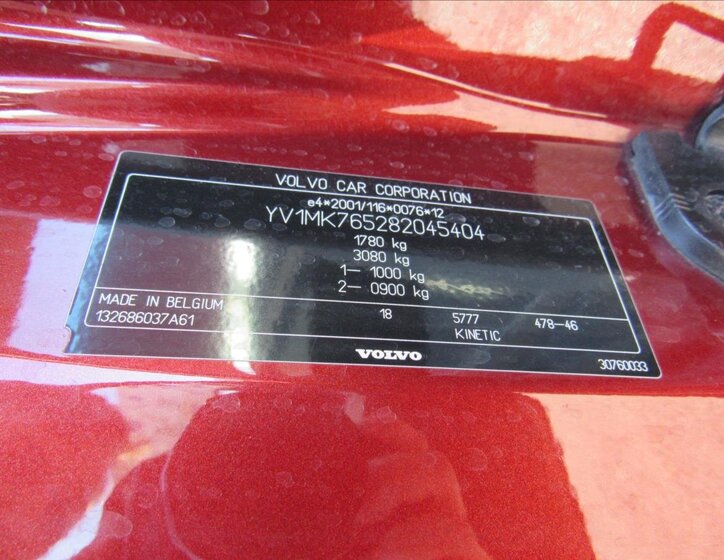 VOLVO CAR CORPORATION
e4*2001/116*0076*12
YV1MK765282045404
1780 kg
3080 kg
1– 1000 kg
2– 0900 kg
MADE IN BELGIUM 18 5777 478-46
132686037A61 KINETIC
VOLVO 30760033